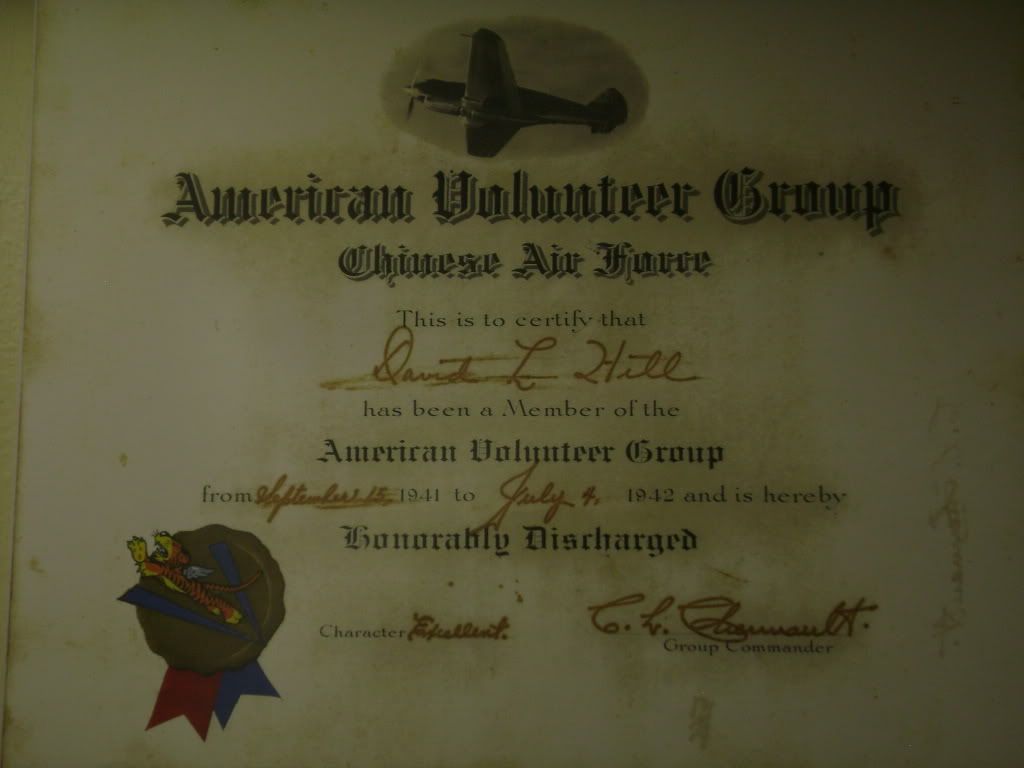 American Volunteer Group
Chinese Air Force
This is to certify that
David L Hill
has been a Member of the
American Volunteer Group
from September 15, 1941 to July 4, 1942 and is hereby
Honorably Discharged
Character Excellent.
C. L. Chennault.
Group Commander